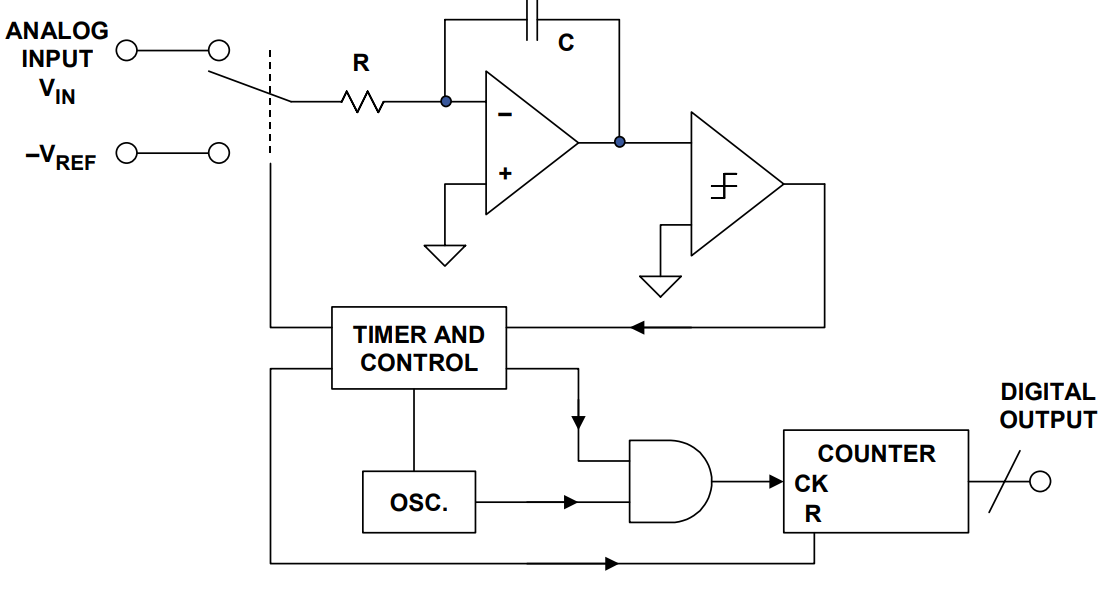 ANALOG
INPUT
VIN
–VREF
R
C
–
+
TIMER AND
CONTROL
OSC.
COUNTER
CK
R
DIGITAL
OUTPUT